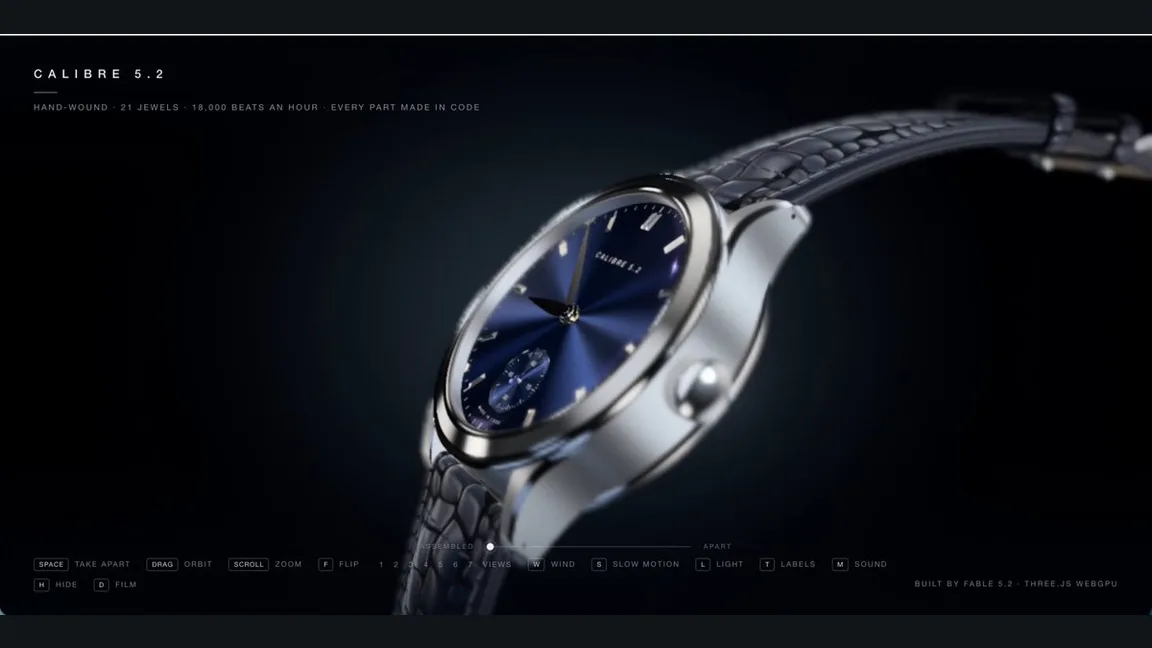 CALIBRE 5.2
HAND-WOUND · 21 JEWELS · 18,000 BEATS AN HOUR · EVERY PART MADE IN CODE
CALIBRE 5.2
ASSEMBLED APART
SPACE TAKE APART DRAG ORBIT SCROLL ZOOM F FLIP 1 2 3 4 5 6 7 VIEWS W WIND S SLOW MOTION L LIGHT T LABELS M SOUND
H HIDE D FILM
BUILT BY FABLE 5.2 · THREE.JS WEBGPU